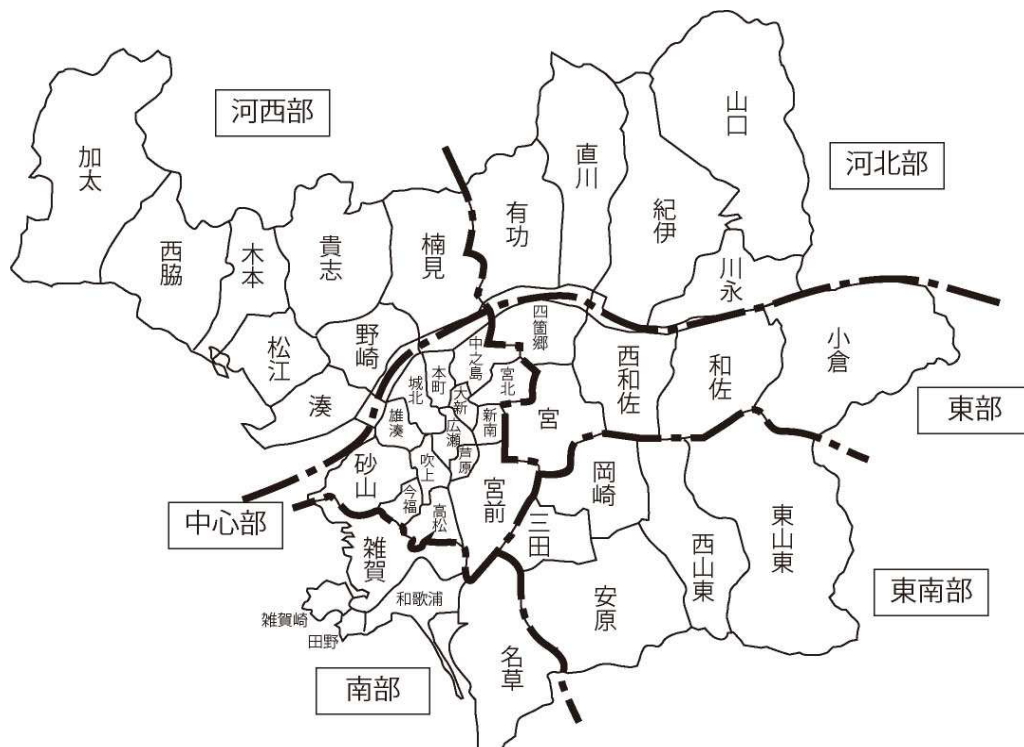 河西部
河北部
山口
加太
直川
紀伊
有功
西脇
木本
貴志
楠見
川永
四箇郷
小倉
松江
野崎
中之島
西和佐
和佐
本町
城北
宮北
大新
湊
雄湊
広瀬
新南
宮
東部
砂山
吹上
芦原
岡崎
宮前
今福
高松
中心部
三田
東山東
雑賀
西山東
東南部
和歌浦
安原
雑賀崎
田野
名草
南部